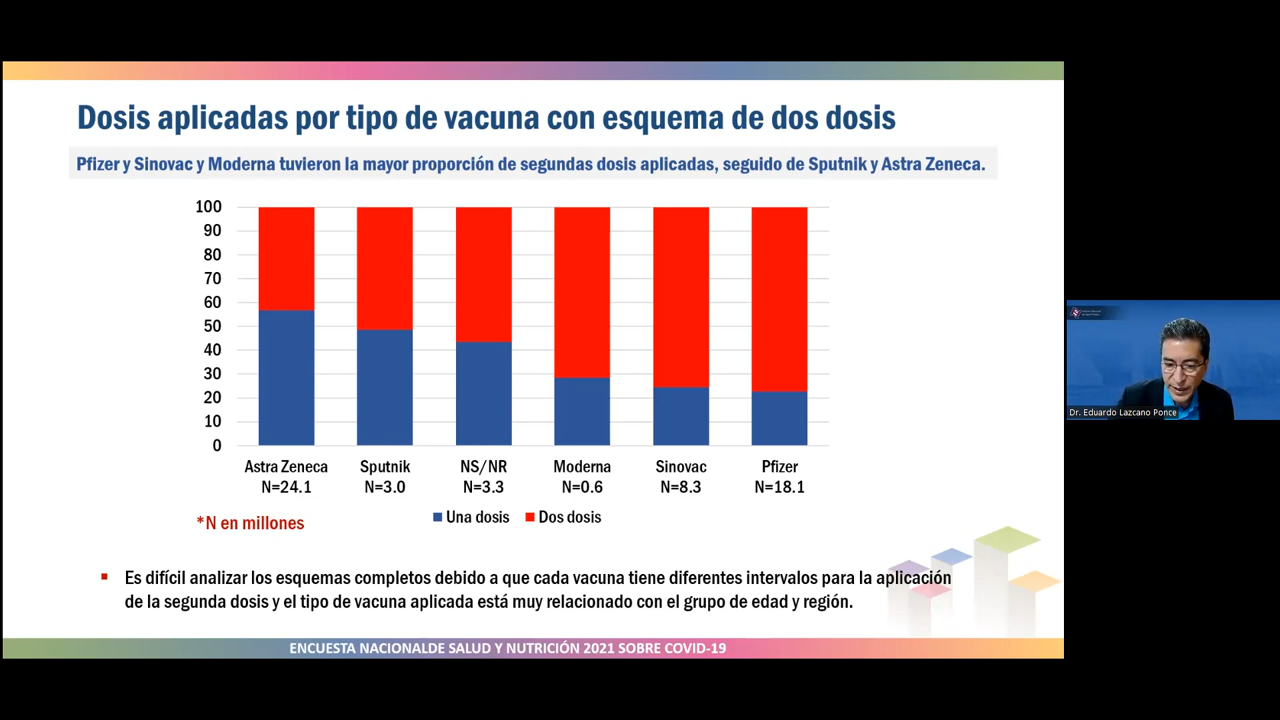 Dosis aplicadas por tipo de vacuna con esquema de dos dosis
Pfizer y Sinovac y Moderna tuvieron la mayor proporción de segundas dosis aplicadas, seguido de Sputnik y Astra Zeneca.
100
90
80
70
60
50
40
30
20
10
0
Astra Zeneca Sputnik NS/NR Moderna Sinovac Pfizer
N=24.1 N=3.0 N=3.3 N=0.6 N=8.3 N=18.1
Una dosis Dos dosis
*N en millones
Es difícil analizar los esquemas completos debido a que cada vacuna tiene diferentes intervalos para la aplicación
de la segunda dosis y el tipo de vacuna aplicada está muy relacionado con el grupo de edad y región.
ENCUESTA NACIONALDE SALUD Y NUTRICIÓN 2021 SOBRE COVID-19
Dr. Eduardo Lazcano Ponce